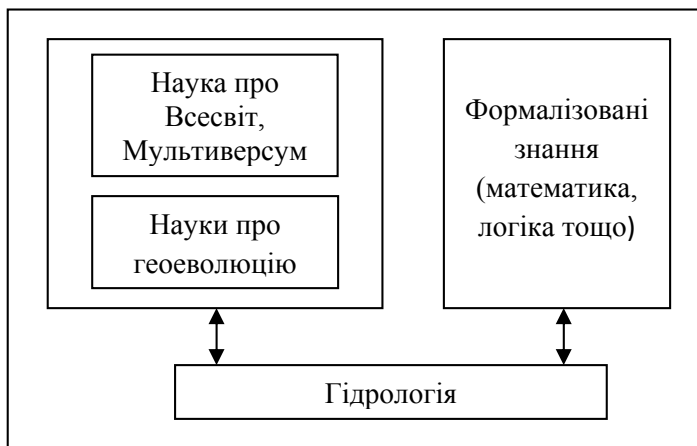 Наука про
Всесвіт,
Мультиверсум
Науки про
геоеволюцію
Формалізовані
знання
(математика,
логіка тощо)
Гідрологія